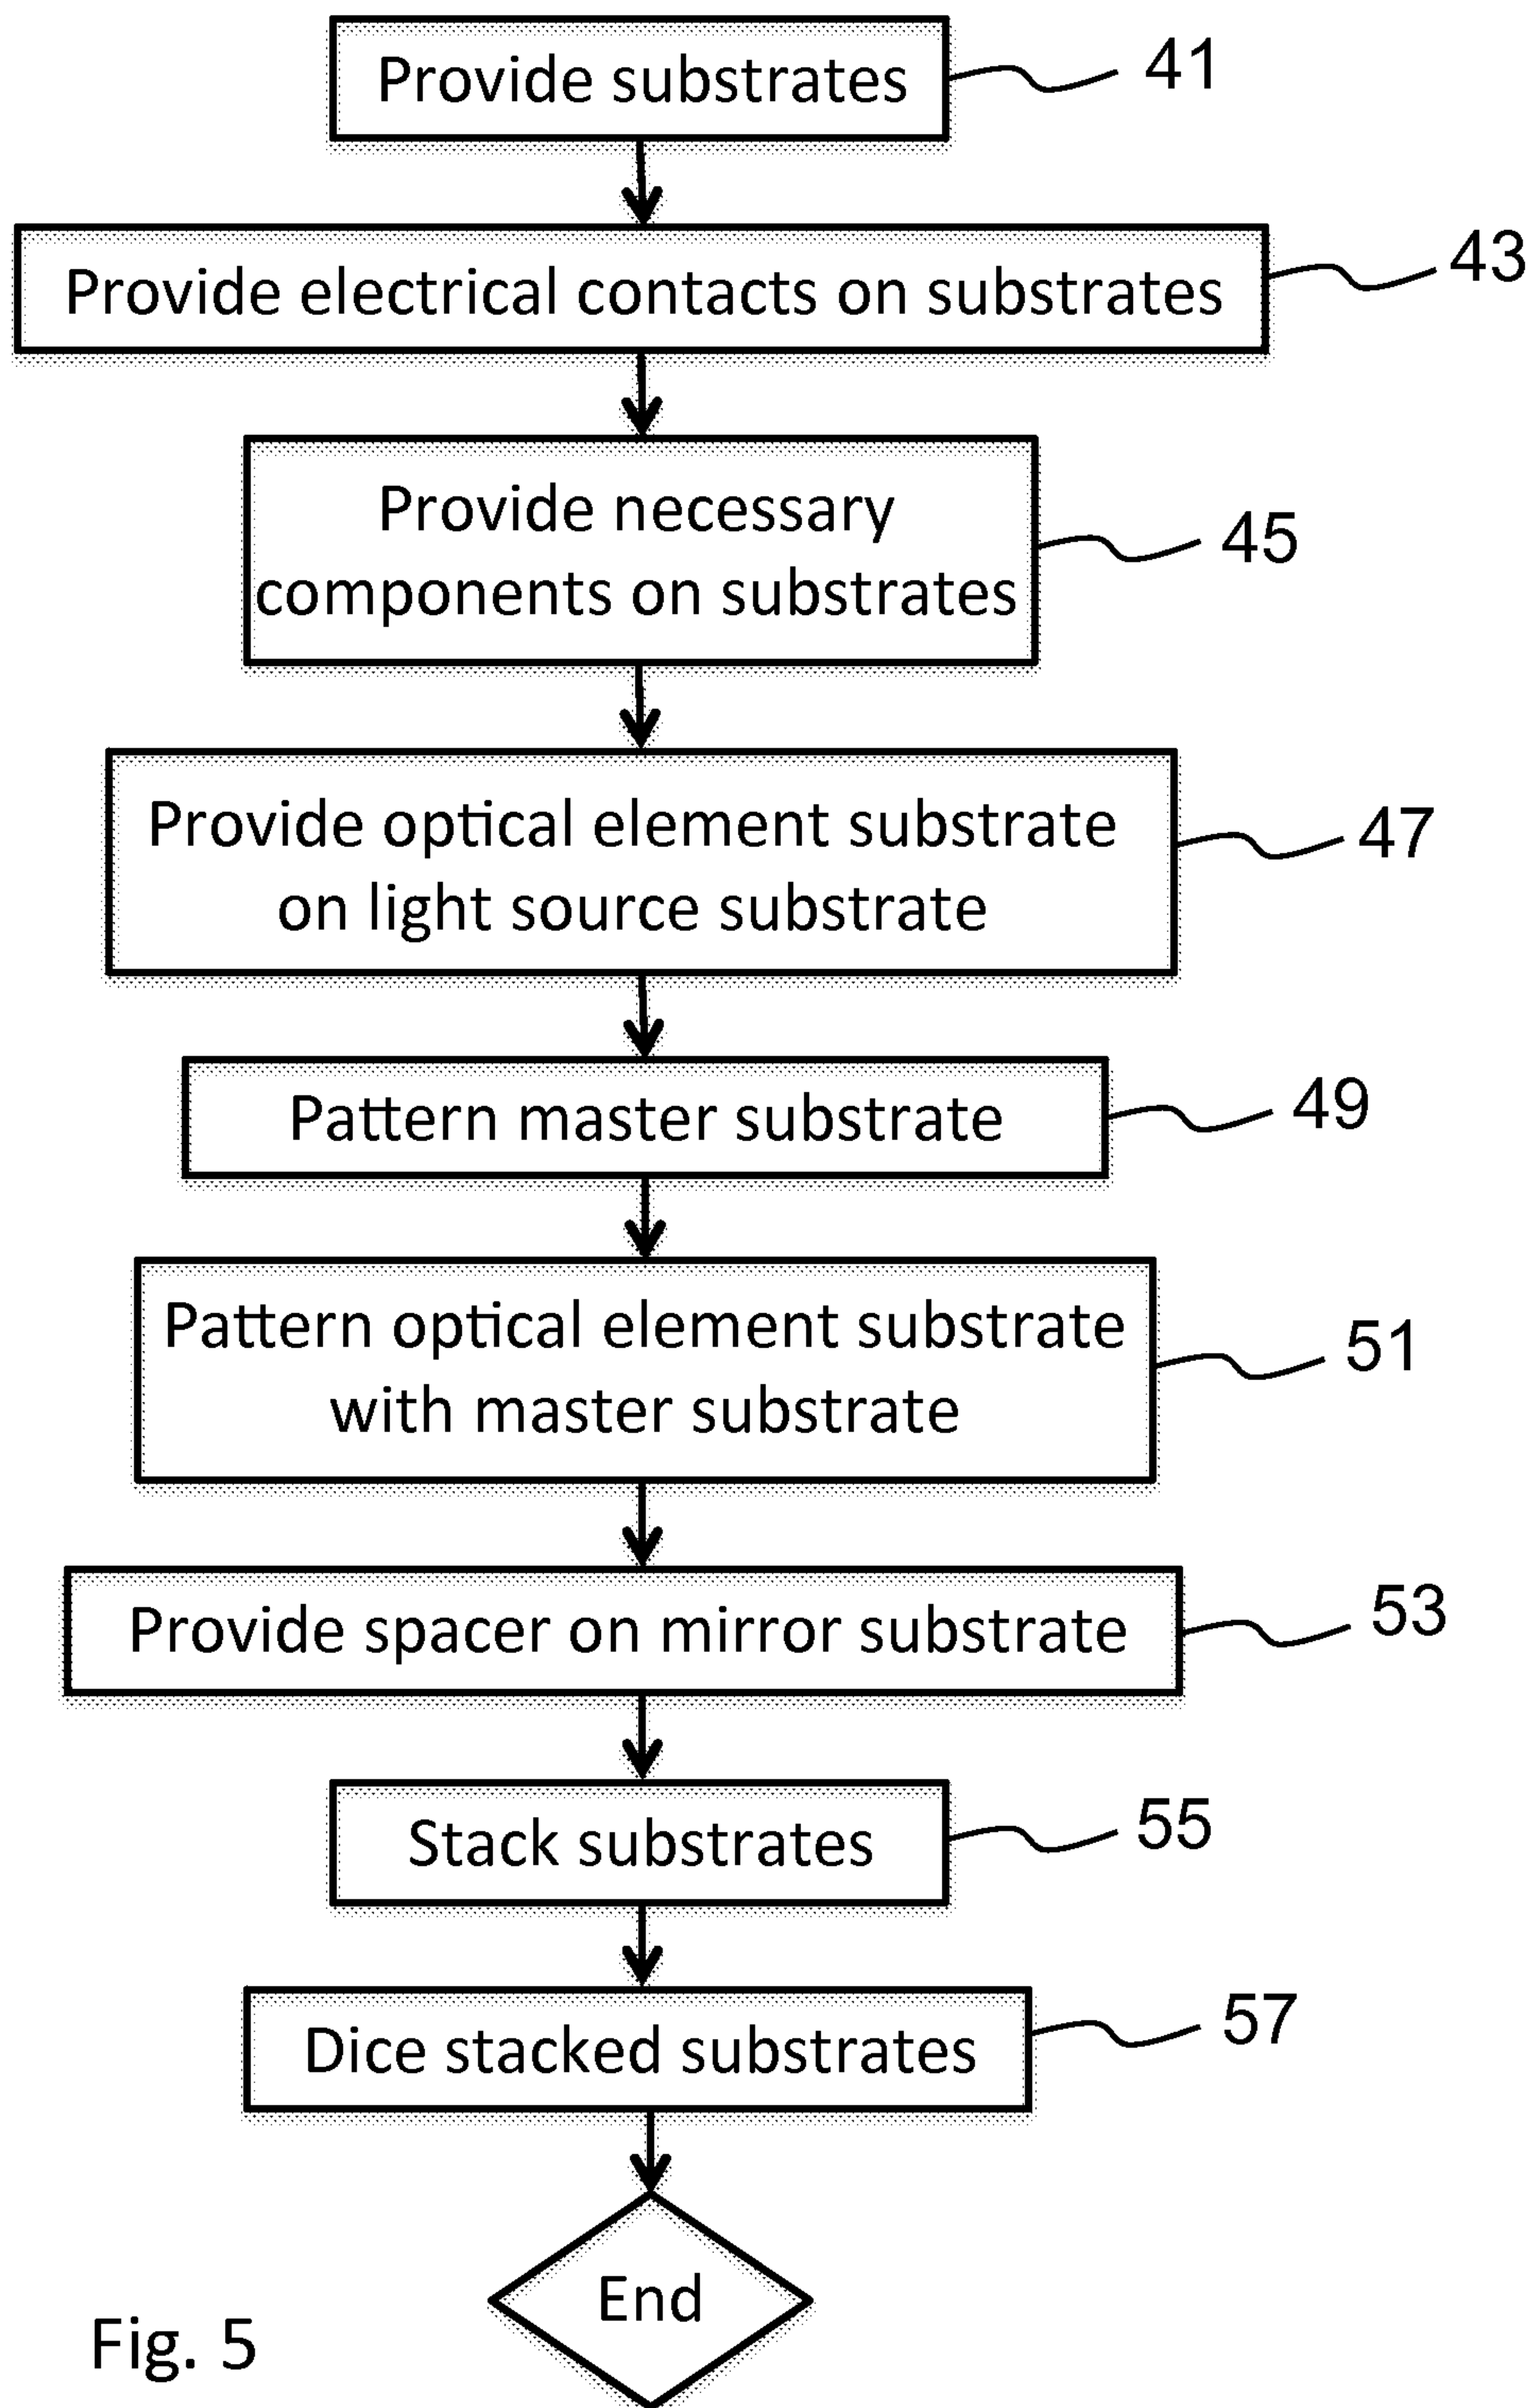 Provide substrates
41
Provide electrical contacts on substrates
43
Provide necessary
components on substrates
45
Provide optical element substrate
on light source substrate
47
Pattern master substrate
49
Pattern optical element substrate
with master substrate
51
Provide spacer on mirror substrate
53
Stack substrates
55
Dice stacked substrates
57
End
Fig. 5